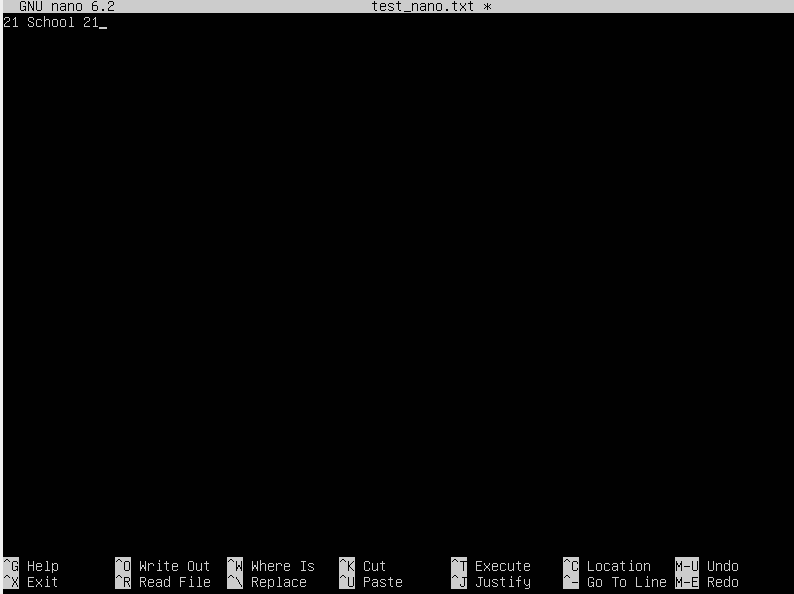 GNU nano 6.2 test_nano.txt *
21 School 21_
^G Help ^O Write Out ^W Where Is ^K Cut ^T Execute ^C Location M-U Undo
^X Exit ^R Read File ^\ Replace ^U Paste ^J Justify ^- Go To Line M-E Redo